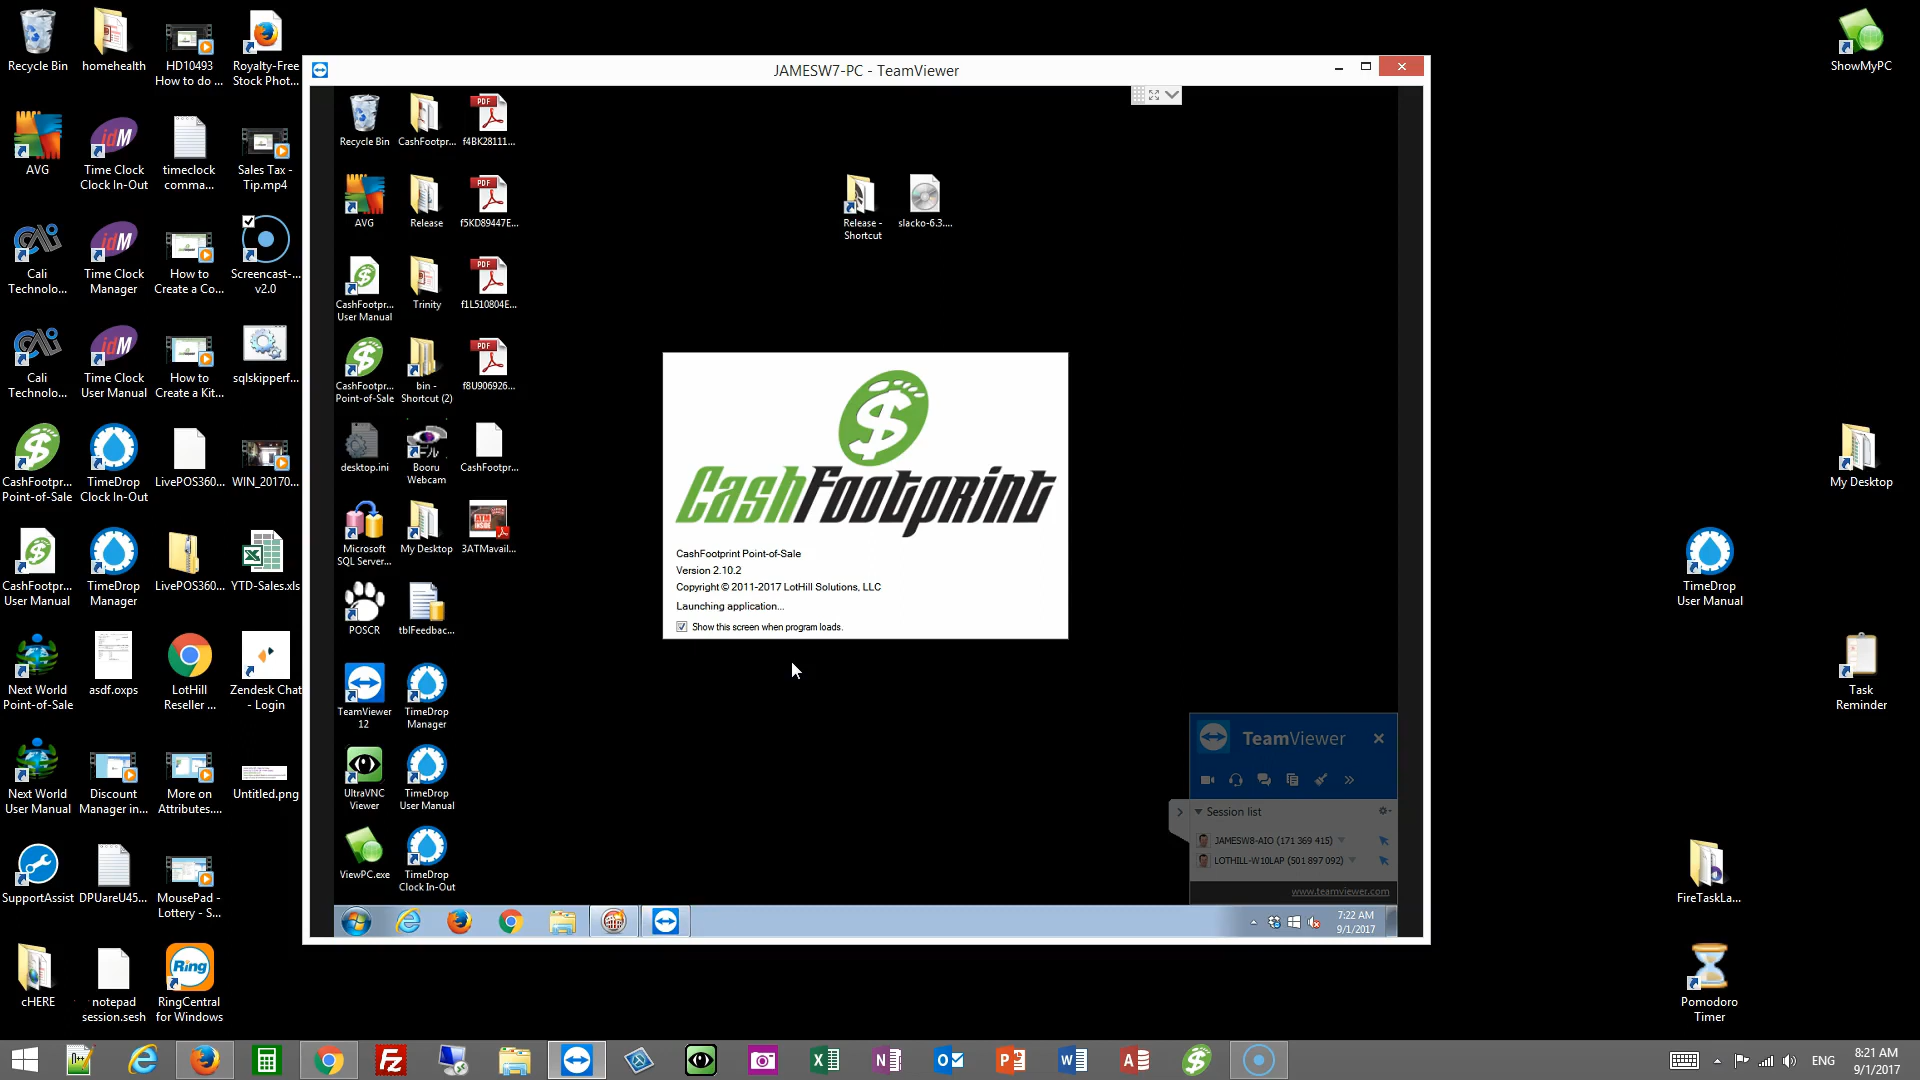 Recycle Bin
homehealth
HD10493
How to do ...
Royalty-Free
Stock Phot...
AVG
Time Clock
Clock In-Out
timeclock
comma...
Sales Tax -
Tip.mp4
Cali
Technolo...
Time Clock
Manager
How to
Create a Co...
Screencast-...
v2.0
Cali
Technolo...
Time Clock
User Manual
How to
Create a Kit...
sqlskipperf...
CashFootpr...
Point-of-Sale
TimeDrop
Clock In-Out
LivePOS360...
WIN_20170...
CashFootpr...
User Manual
TimeDrop
Manager
LivePOS360...
YTD-Sales.xls
Next World
Point-of-Sale
asdf.oxps
LotHill
Reseller ...
Zendesk Chat
- Login
Next World
User Manual
Discount
Manager in...
More on
Attributes....
Untitled.png
SupportAssist
DPUareU45...
MousePad -
Lottery - S...
cHERE
notepad
session.sesh
Ring
RingCentral
for Windows
JAMESW7-PC - TeamViewer
Recycle Bin
CashFootpr...
PDF
f4BK28111...
AVG
Release
PDF
f5KD89447E...
CashFootpr...
User Manual
Trinity
PDF
f1L510804E...
CashFootpr...
Point-of-Sale
bin -
Shortcut (2)
PDF
f8U906926...
desktop.ini
Booru
Webcam
CashFootpr...
Microsoft
SQL Server...
My Desktop
ATM
INSIDE
3ATMavail...
POSCR
tblFeedbac...
TeamViewer
12
TimeDrop
Manager
UltraVNC
Viewer
TimeDrop
User Manual
ViewPC.exe
TimeDrop
Clock In-Out
Release -
Shortcut
slacko-6.3....
CashFootprint
CashFootprint Point-of-Sale
Version 2.10.2
Copyright © 2011-2017 LotHill Solutions, LLC
Launching application...
Show this screen when program loads.
TeamViewer
Session list
JAMESW8-AIO (171 369 415)
LOTHILL-W10LAP (501 897 092)
www.teamviewer.com
7:22 AM
9/1/2017
ShowMyPC
My Desktop
TimeDrop
User Manual
Task
Reminder
FireTaskLa...
Pomodoro
Timer
ENG
8:21 AM
9/1/2017